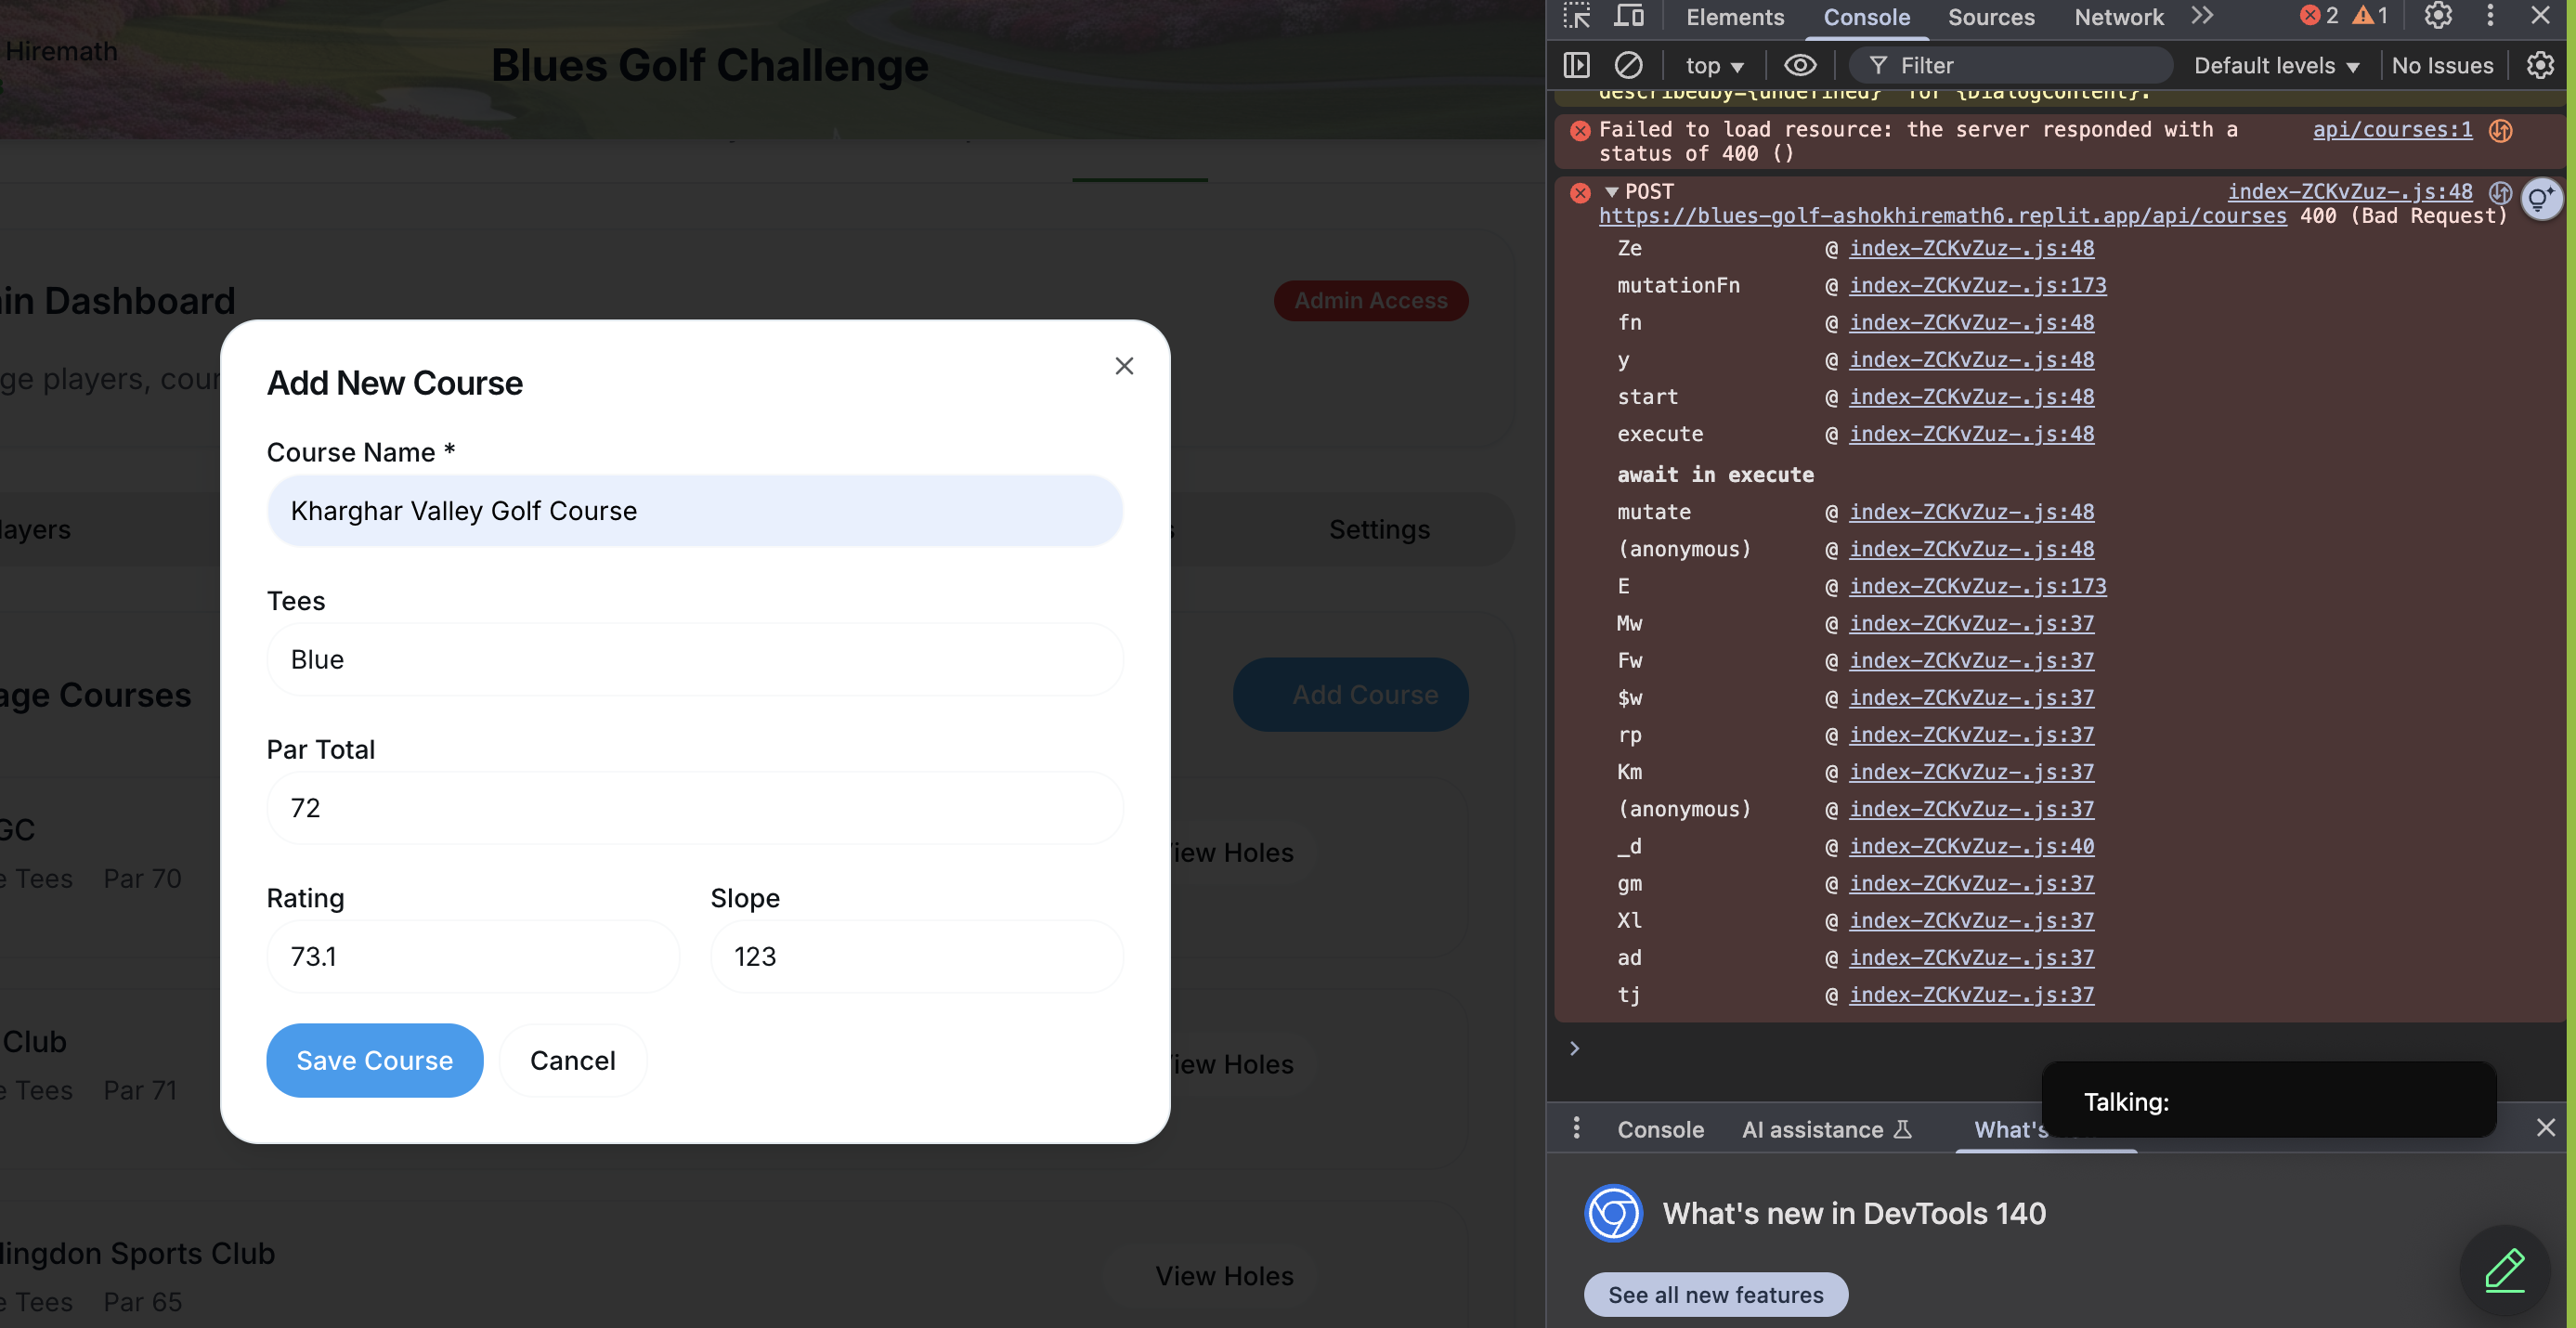 Hiremath
Blues Golf Challenge
in Dashboard
Admin Access
ge players, cour
ayers
Settings
age Courses
Add Course
GC
e Tees Par 70
View Holes
Club
e Tees Par 71
View Holes
lingdon Sports Club
e Tees Par 65
View Holes
Add New Course
Course Name *
Kharghar Valley Golf Course
Tees
Blue
Par Total
72
Rating Slope
73.1 123
Save Course Cancel
Elements Console Sources Network 2 1
top Filter Default levels No Issues
describedby={undefined} for {DialogContent}.
Failed to load resource: the server responded with a api/courses:1
status of 400 ()
POST index-ZCKvZuz-.js:48
https://blues-golf-ashokhiremath6.replit.app/api/courses 400 (Bad Request)
Ze @ index-ZCKvZuz-.js:48
mutationFn @ index-ZCKvZuz-.js:173
fn @ index-ZCKvZuz-.js:48
y @ index-ZCKvZuz-.js:48
start @ index-ZCKvZuz-.js:48
execute @ index-ZCKvZuz-.js:48
await in execute
mutate @ index-ZCKvZuz-.js:48
(anonymous) @ index-ZCKvZuz-.js:48
E @ index-ZCKvZuz-.js:173
Mw @ index-ZCKvZuz-.js:37
Fw @ index-ZCKvZuz-.js:37
$w @ index-ZCKvZuz-.js:37
rp @ index-ZCKvZuz-.js:37
Km @ index-ZCKvZuz-.js:37
(anonymous) @ index-ZCKvZuz-.js:37
_d @ index-ZCKvZuz-.js:40
gm @ index-ZCKvZuz-.js:37
Xl @ index-ZCKvZuz-.js:37
ad @ index-ZCKvZuz-.js:37
tj @ index-ZCKvZuz-.js:37
Talking:
Console AI assistance What's
What's new in DevTools 140
See all new features